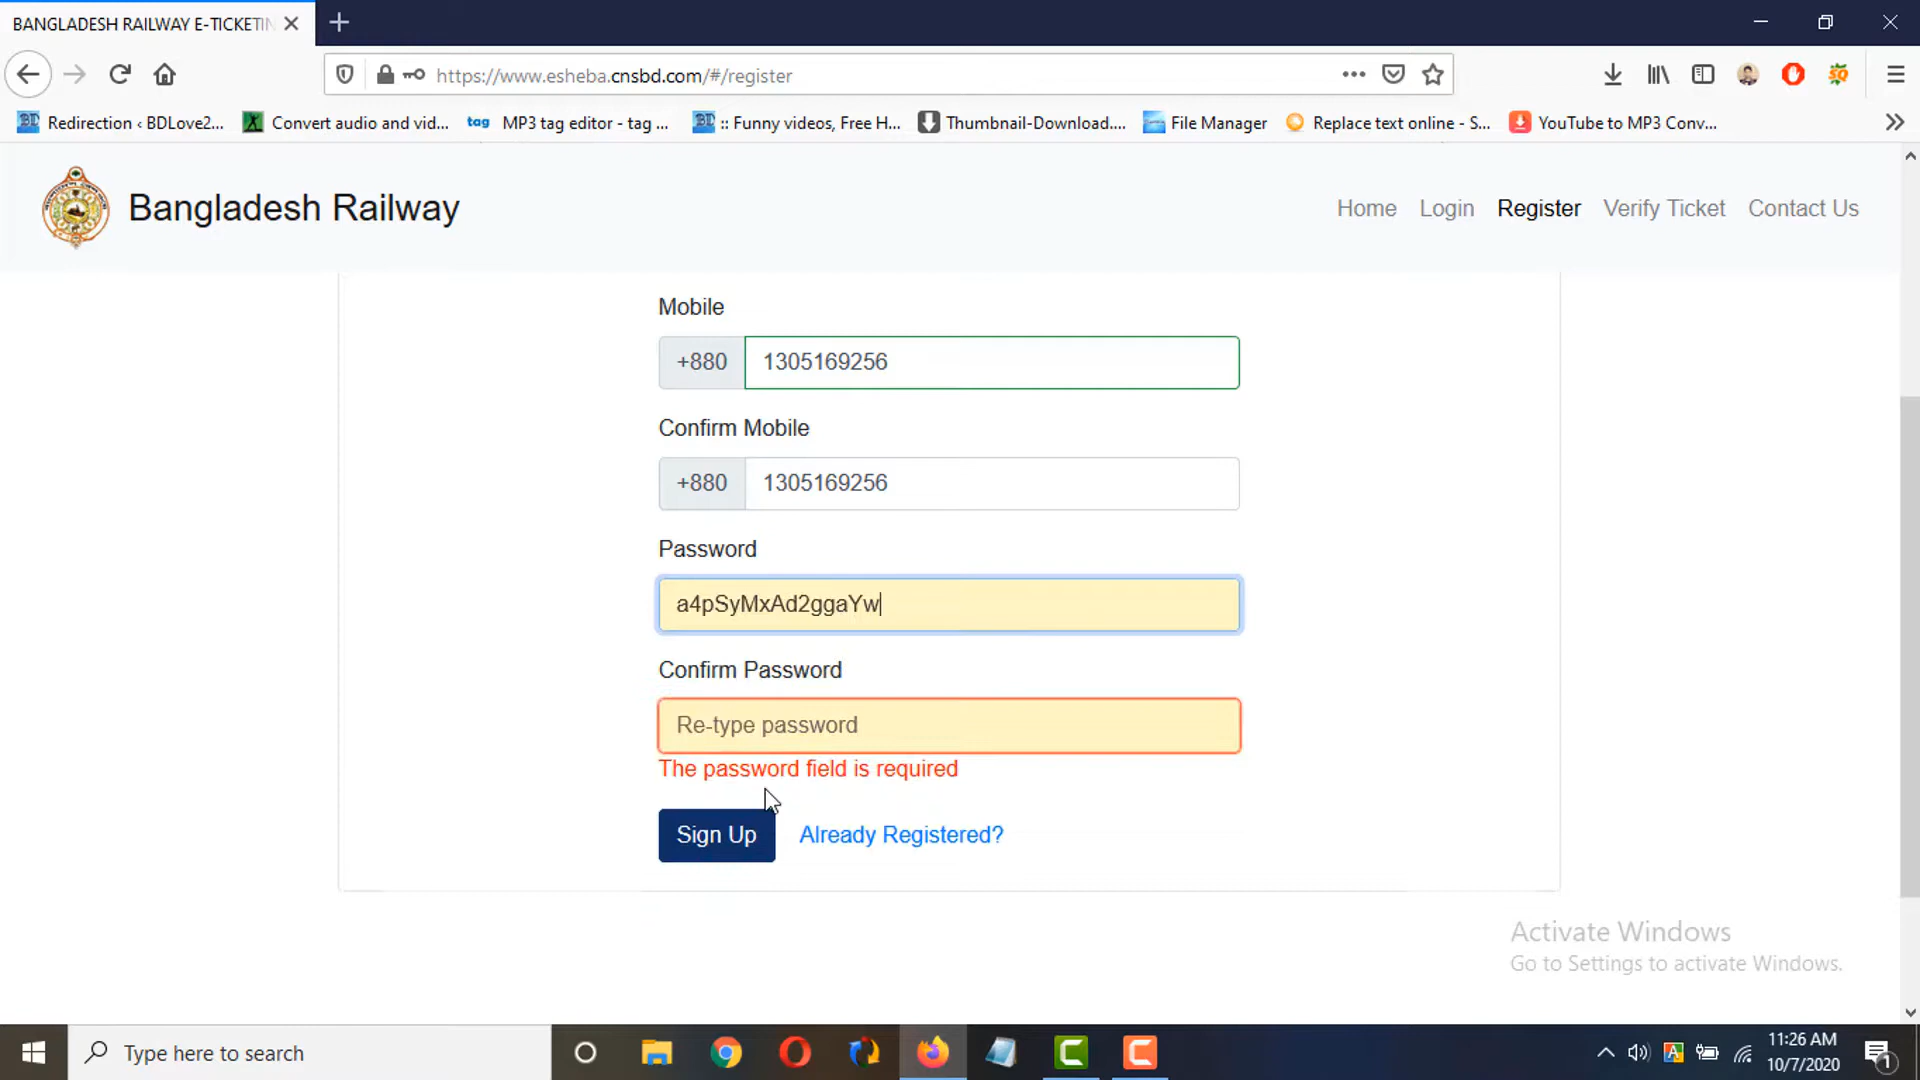 BANGLADESH RAILWAY E-TICKETIN
https://www.esheba.cnsbd.com/#/register
Redirection ‹ BDLove2...
Convert audio and vid...
tag MP3 tag editor - tag ...
:: Funny videos, Free H...
Thumbnail-Download....
File Manager
Replace text online - S...
YouTube to MP3 Conv...
Bangladesh Railway
Home
Login
Register
Verify Ticket
Contact Us
Mobile
+880 1305169256
Confirm Mobile
+880 1305169256
Password
a4pSyMxAd2ggaYw
Confirm Password
Re-type password
The password field is required
Sign Up
Already Registered?
Activate Windows
Go to Settings to activate Windows.
Type here to search
11:26 AM
10/7/2020
1